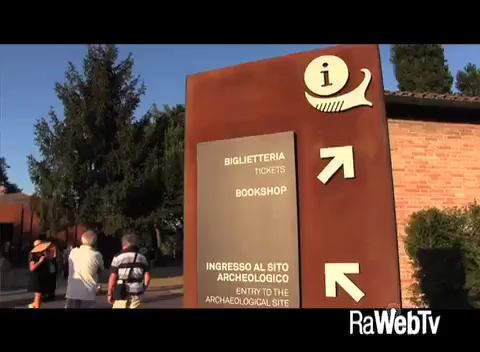 i
BIGLIETTERIA
TICKETS
BOOKSHOP
INGRESSO AL SITO
ARCHEOLOGICO
ENTRY TO THE
ARCHAEOLOGICAL SITE
RaWebTv